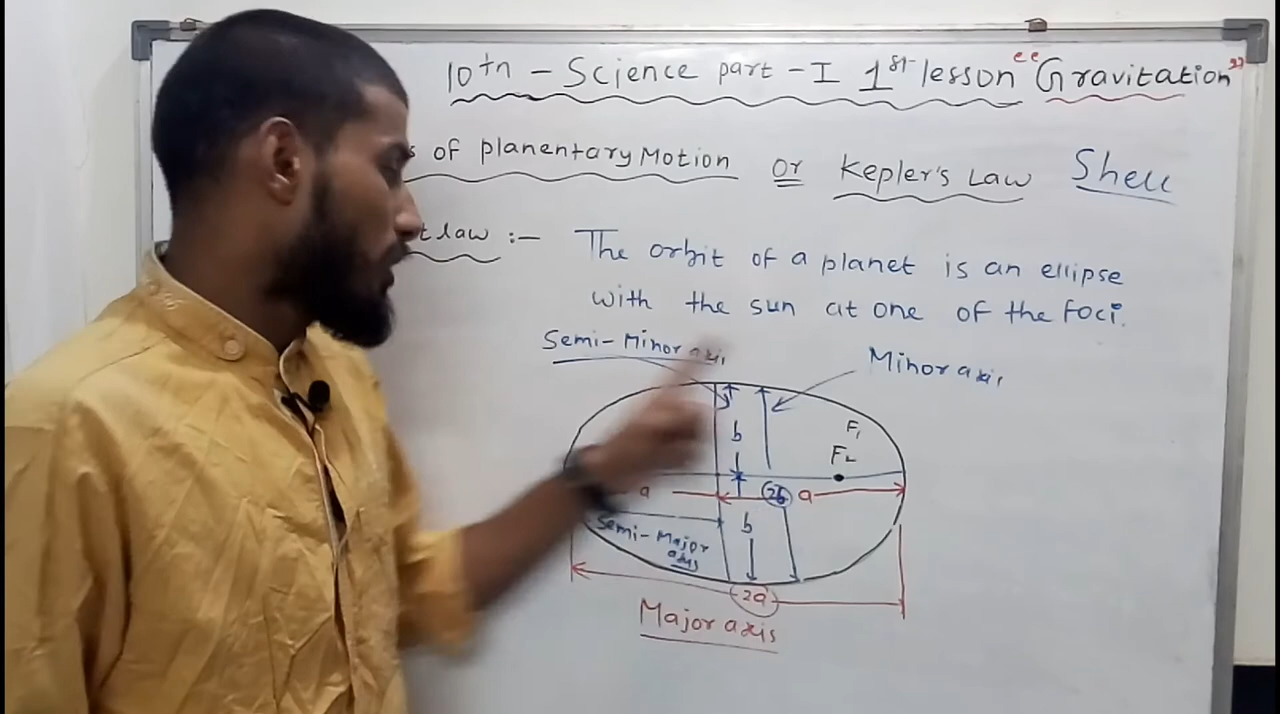 10th - Science part - I 1st lesson "Gravitation"
s of planentary Motion or Kepler's Law Shell
t law :- The orbit of a planet is an ellipse
with the sun at one of the foci.
Semi-Minor axis
Minor axis
b
F1
F2
a
2b
a
Semi-Major
axis
b
2a
Major axis